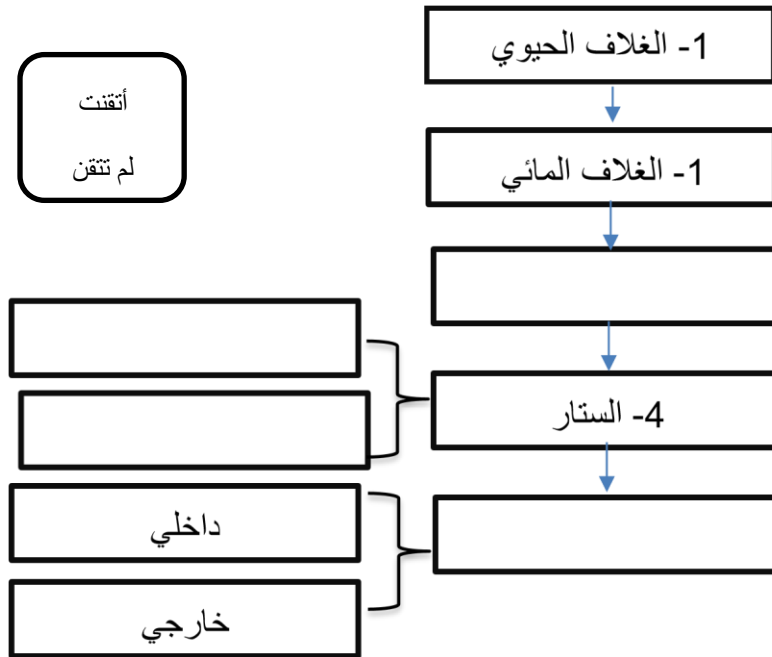 1- الغلاف الحيوي
أتقنت
لم تتقن
1- الغلاف المائي
4- الستار
داخلي
خارجي